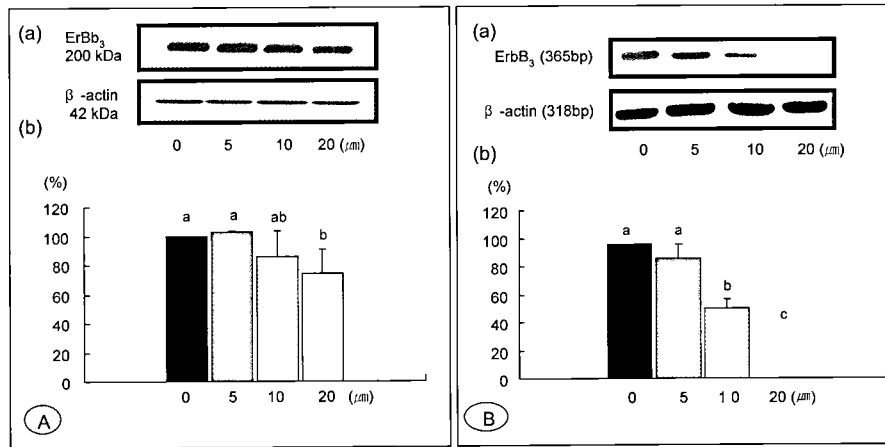 (a)
ErBb3
200 kDa
β -actin
42 kDa
0 5 10 20 (㎛)
(b)
(%)
120
100
80
60
40
20
0
a a ab b
0 5 10 20 (㎛)
A
(a)
ErbB3 (365bp)
β -actin (318bp)
0 5 10 20 (㎛)
(b)
(%)
120
100
80
60
40
20
0
a a b c
0 5 1 0 20 (㎛)
B